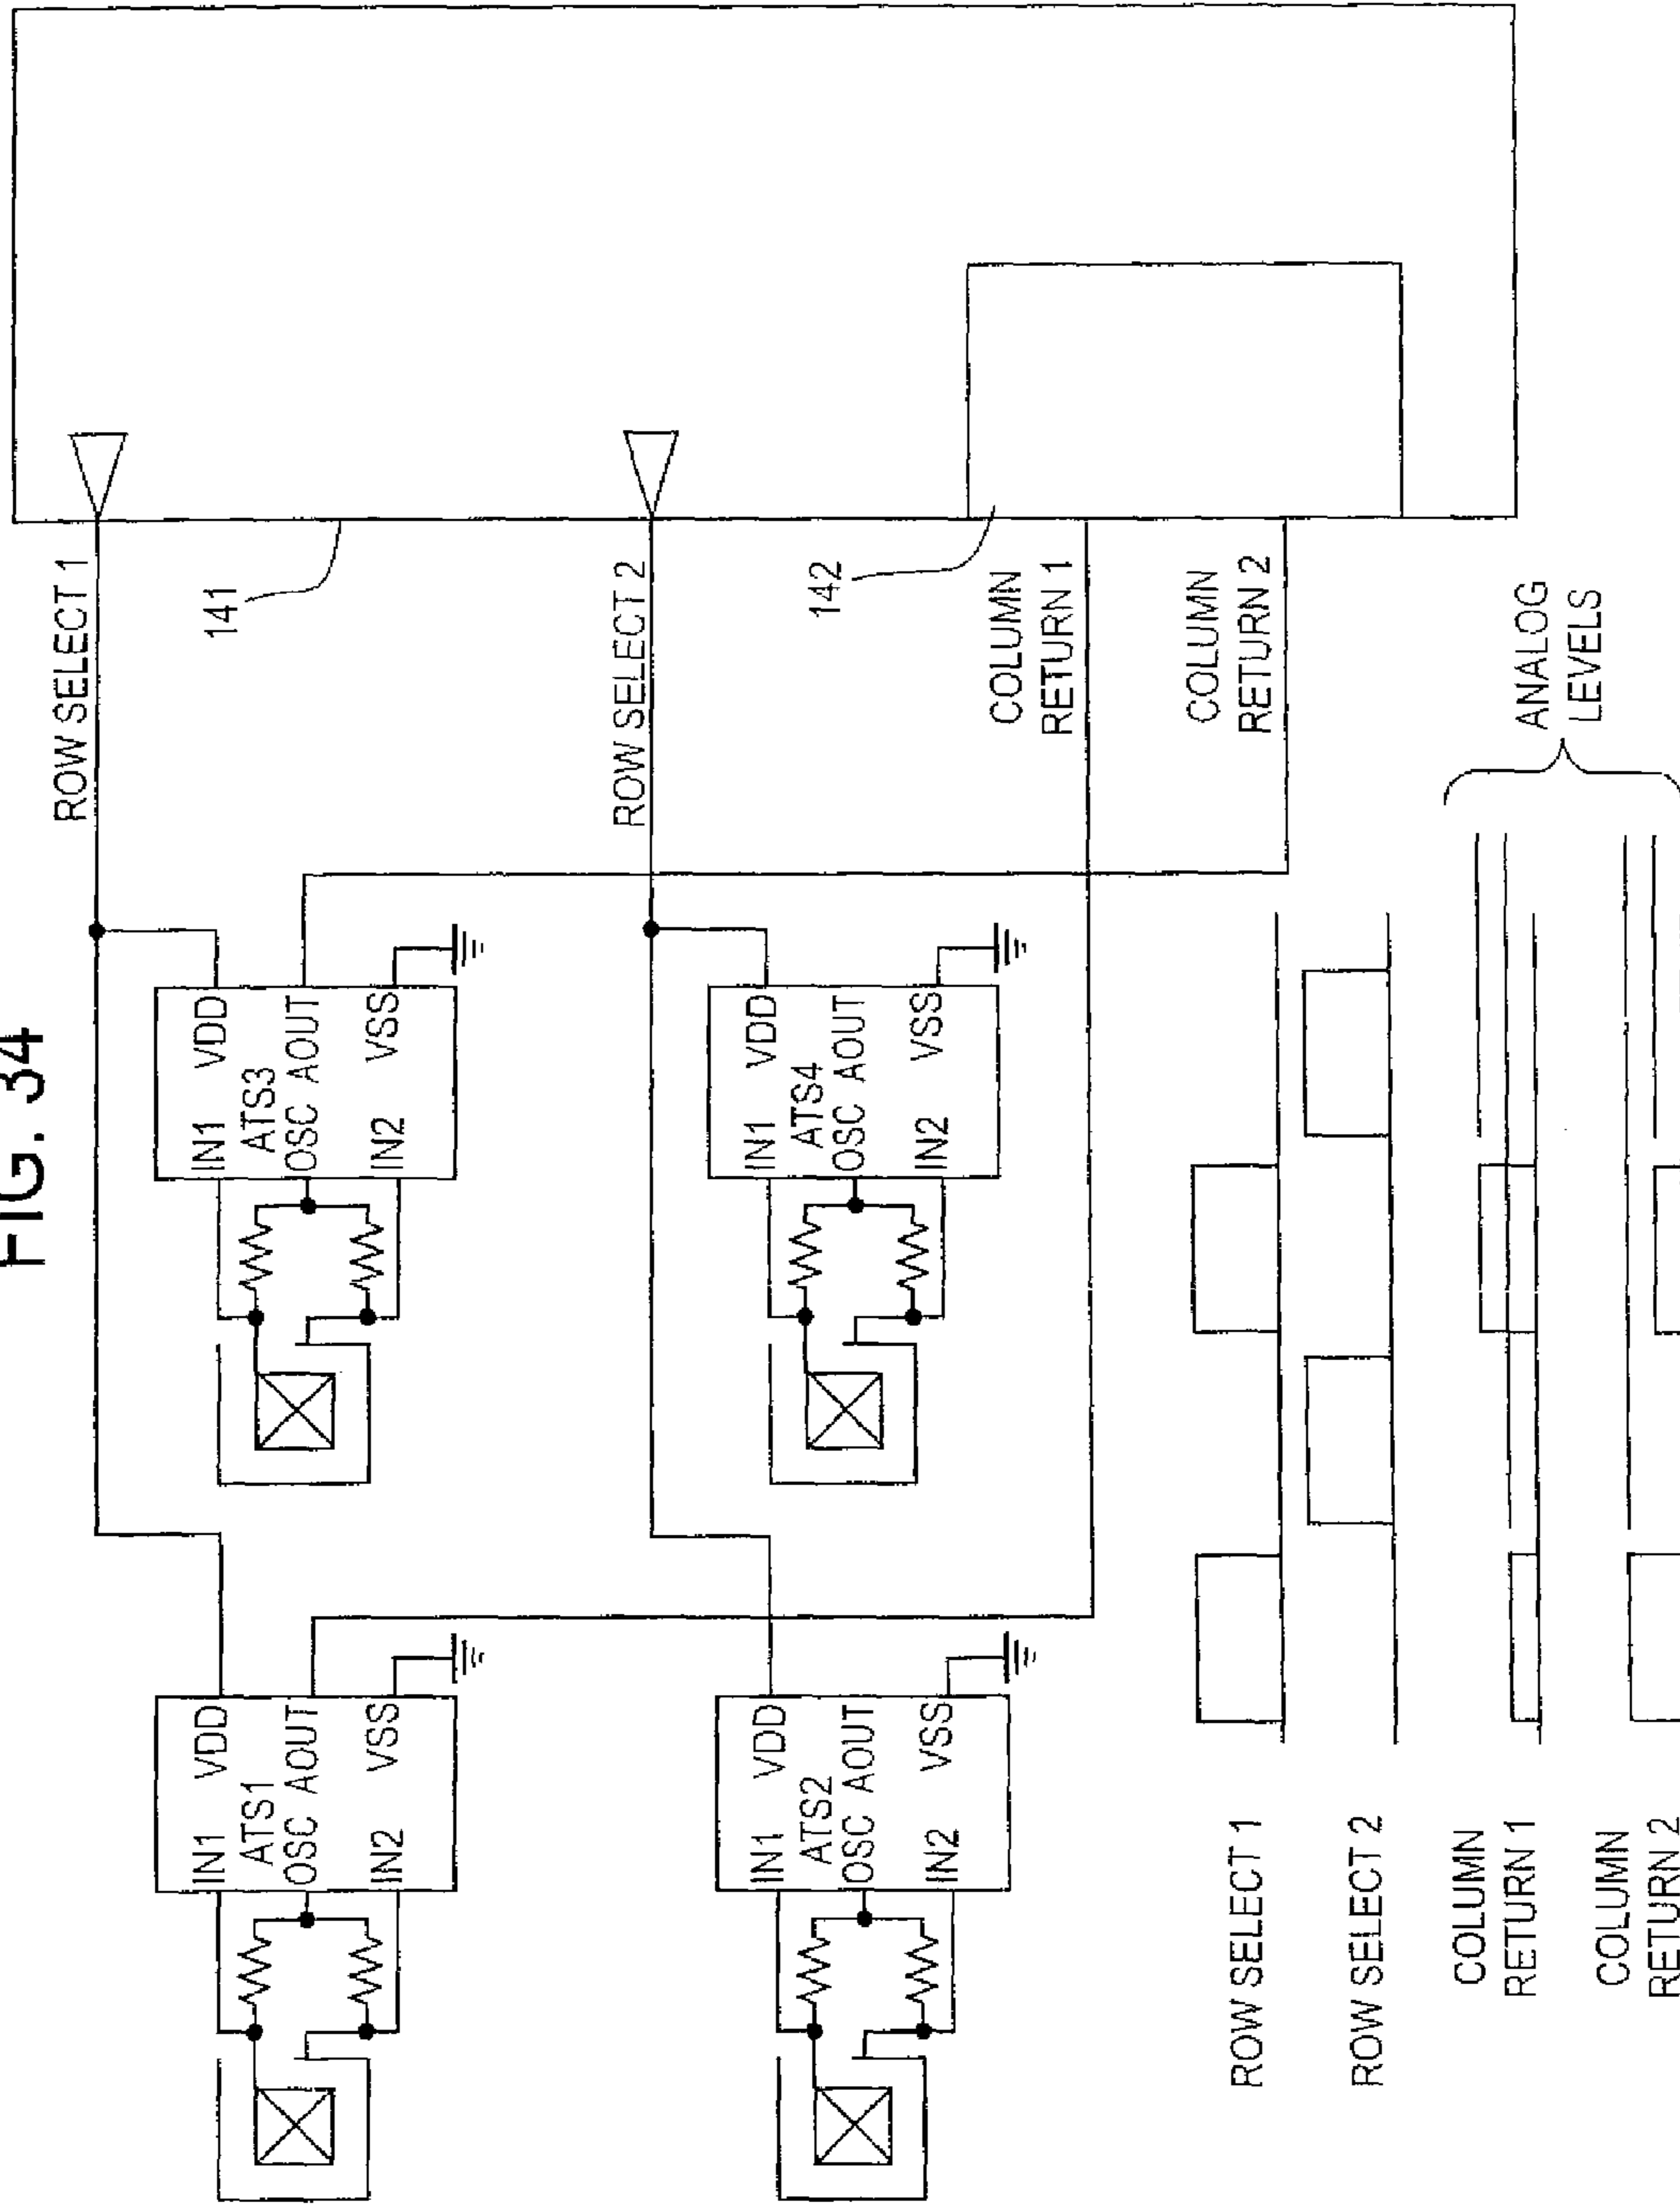 FIG. 34
ROW SELECT 1
141
ROW SELECT 2
142
COLUMN
RETURN 1
COLUMN
RETURN 2
IN1 VDD
ATS3
OSC AOUT
IN2 VSS
IN1 VDD
ATS4
OSC AOUT
IN2 VSS
IN1 VDD
ATS1
OSC AOUT
IN2 VSS
IN1 VDD
ATS2
OSC AOUT
IN2 VSS
ROW SELECT 1
ROW SELECT 2
COLUMN
RETURN 1
COLUMN
RETURN 2
ANALOG
LEVELS